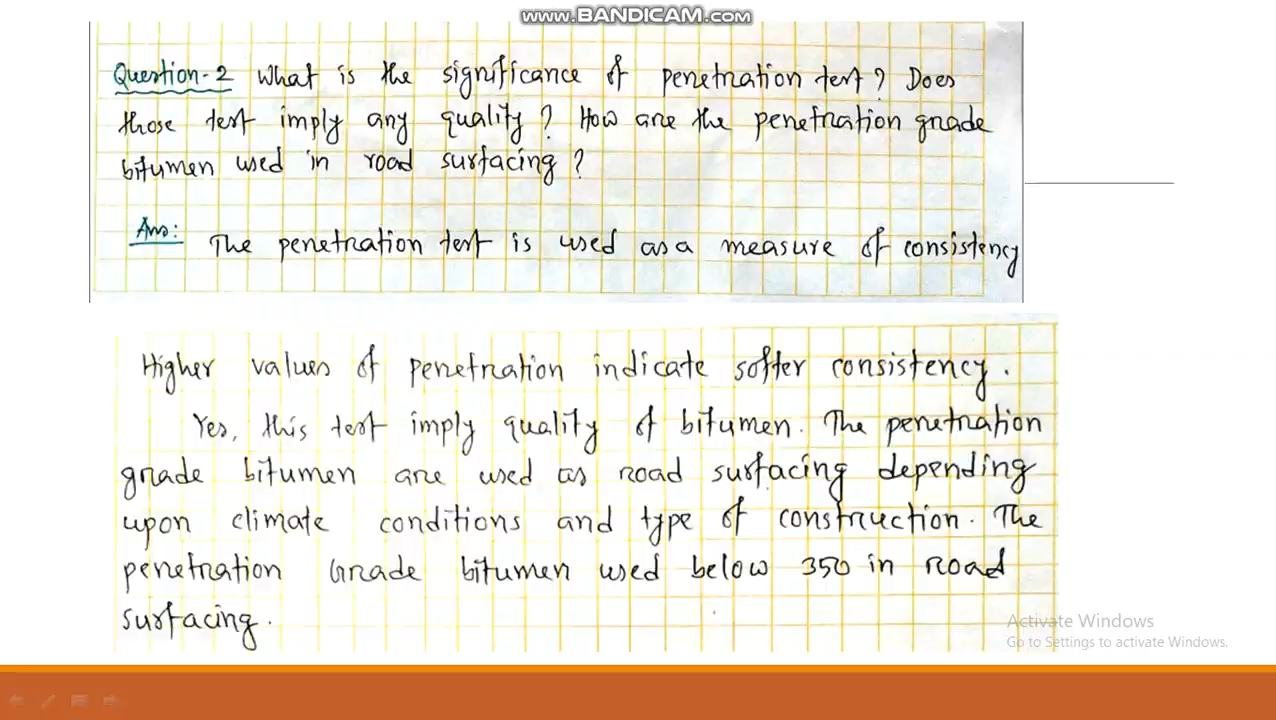 www.BANDICAM.com
Question-2 What is the significance of penetration test? Does
those test imply any quality? How are the penetration grade
bitumen used in road surfacing?
Ans: The penetration test is used as a measure of consistency
Higher values of penetration indicate softer consistency.
Yes, this test imply quality of bitumen. The penetration
grade bitumen are used as road surfacing depending
upon climate conditions and type of construction. The
penetration Grade bitumen used below 350 in road
surfacing.
Activate Windows
Go to Settings to activate Windows.